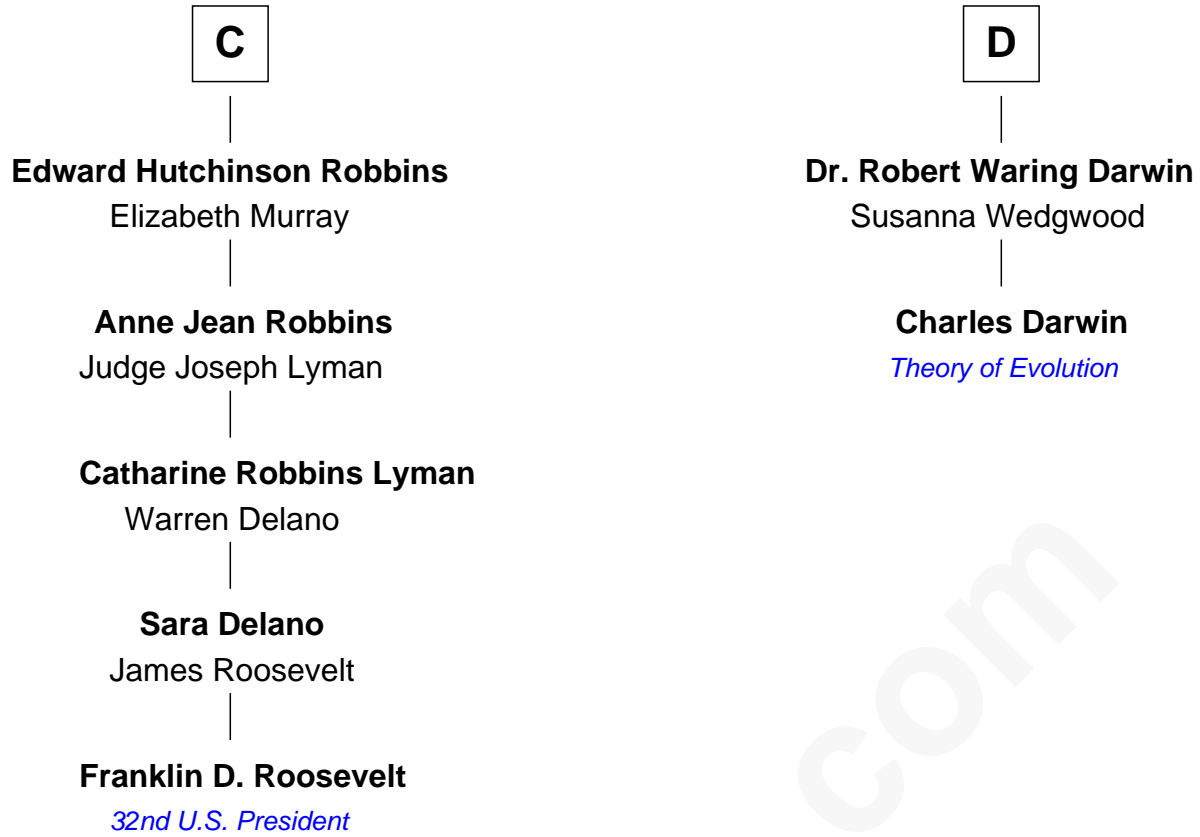 C
Edward Hutchinson Robbins
Elizabeth Murray
Anne Jean Robbins
Judge Joseph Lyman
Catharine Robbins Lyman
Warren Delano
Sara Delano
James Roosevelt
Franklin D. Roosevelt
32nd U.S. President
D
Dr. Robert Waring Darwin
Susanna Wedgwood
Charles Darwin
Theory of Evolution
com